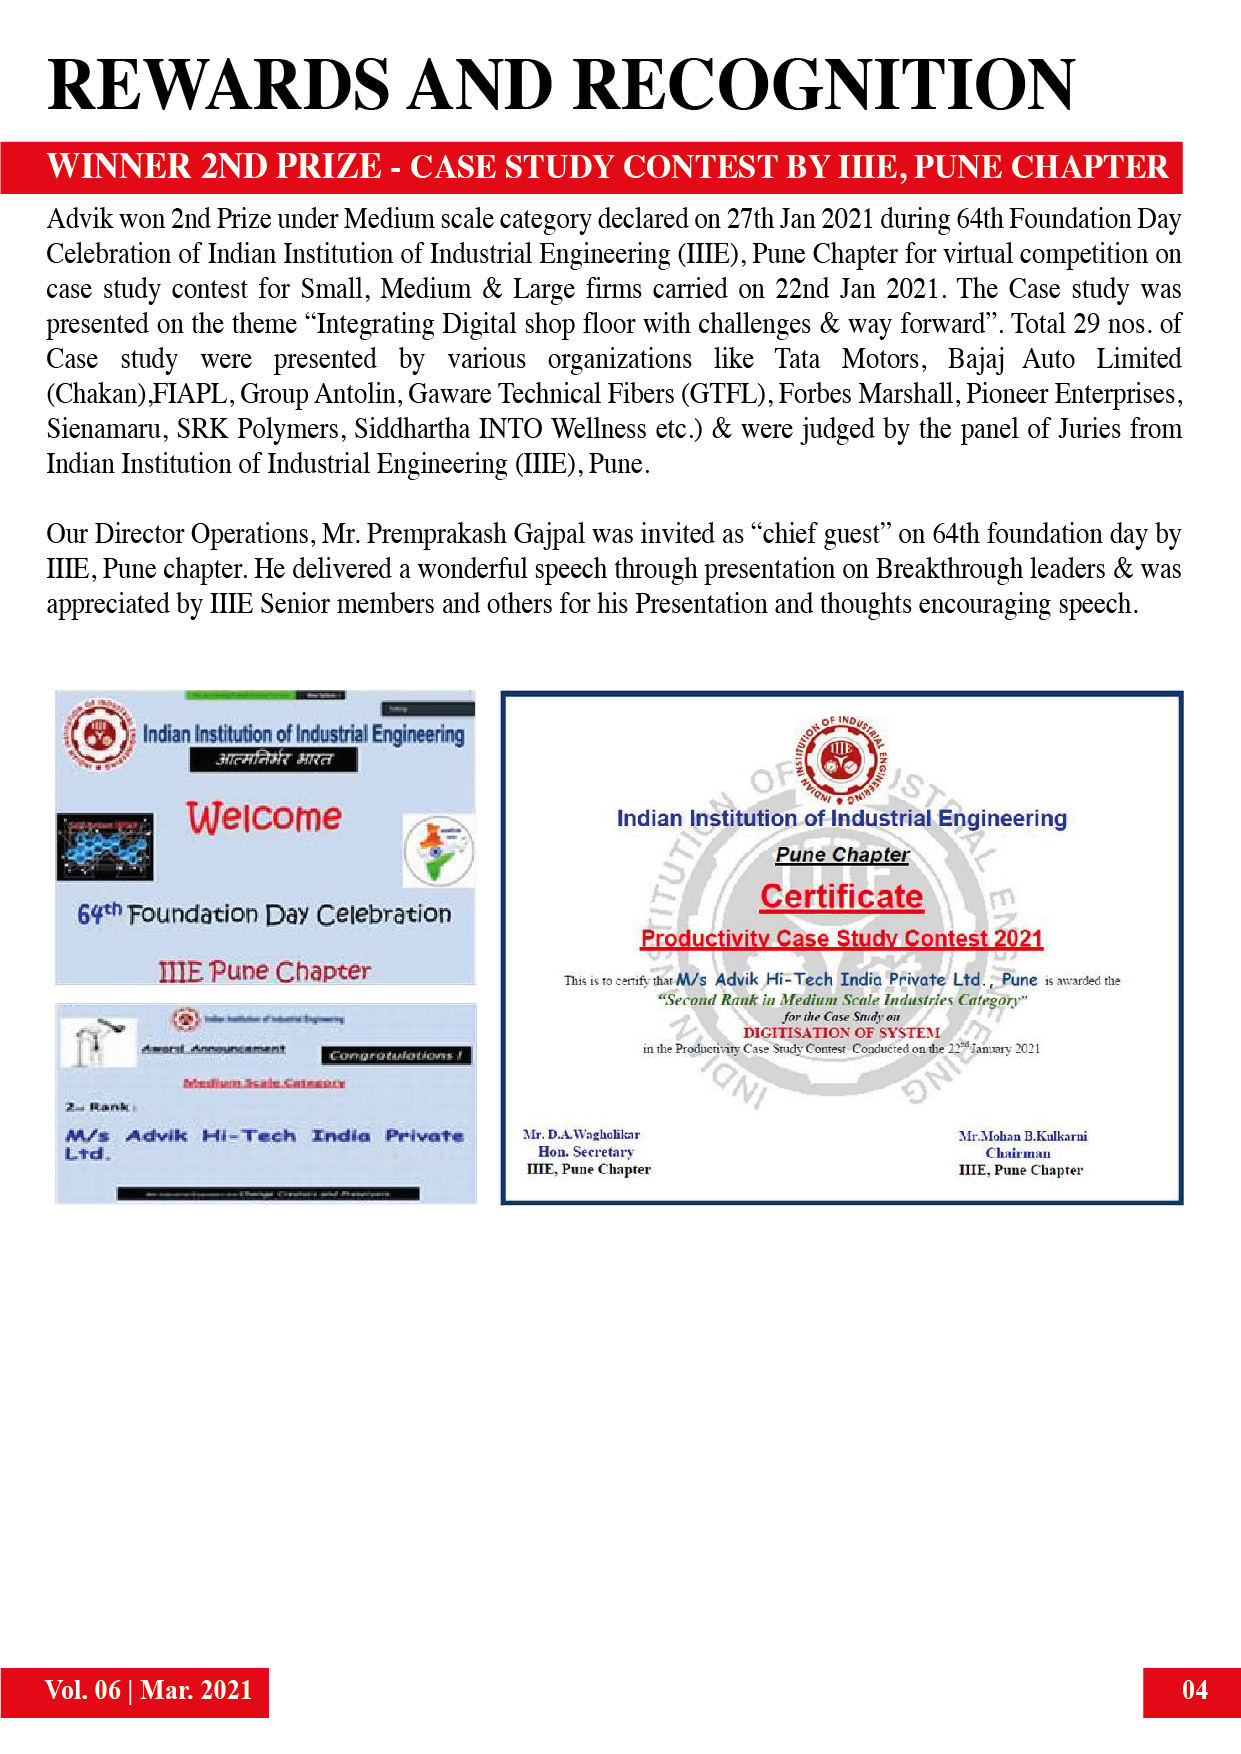 REWARDS AND RECOGNITION
WINNER 2ND PRIZE - CASE STUDY CONTEST BY IIIE, PUNE CHAPTER
Advik won 2nd Prize under Medium scale category declared on 27th Jan 2021 during 64th Foundation Day
Celebration of Indian Institution of Industrial Engineering (IIIE), Pune Chapter for virtual competition on
case study contest for Small, Medium & Large firms carried on 22nd Jan 2021. The Case study was
presented on the theme “Integrating Digital shop floor with challenges & way forward”. Total 29 nos. of
Case study were presented by various organizations like Tata Motors, Bajaj Auto Limited
(Chakan),FIAPL, Group Antolin, Gaware Technical Fibers (GTFL), Forbes Marshall, Pioneer Enterprises,
Sienamaru, SRK Polymers, Siddhartha INTO Wellness etc.) & were judged by the panel of Juries from
Indian Institution of Industrial Engineering (IIIE), Pune.
Our Director Operations, Mr. Premprakash Gajpal was invited as “chief guest” on 64th foundation day by
IIIE, Pune chapter. He delivered a wonderful speech through presentation on Breakthrough leaders & was
appreciated by IIIE Senior members and others for his Presentation and thoughts encouraging speech.
Indian Institution of Industrial Engineering
आत्मनिर्भर भारत
Welcome
64th Foundation Day Celebration
IIIE Pune Chapter
Indian Institution of Industrial Engineering
Award Announcement
Congratulations !
Medium Scale Category
2nd Rank :
M/s Advik Hi-Tech India Private
Ltd.
Change Creators and
INDIAN INSTITUTION OF INDUSTRIAL ENGINEERING
IIIE
Indian Institution of Industrial Engineering
Pune Chapter
Certificate
Productivity Case Study Contest 2021
This is to certify that M/s Advik Hi-Tech India Private Ltd., Pune is awarded the
“Second Rank in Medium Scale Industries Category”
for the Case Study on
DIGITISATION OF SYSTEM
in the Productivity Case Study Contest Conducted on the 22nd January 2021
Mr. D.A.Wagholikar
Hon. Secretary
IIIE, Pune Chapter
Mr.Mohan B.Kulkarni
Chairman
IIIE, Pune Chapter
Vol. 06 | Mar. 2021
04